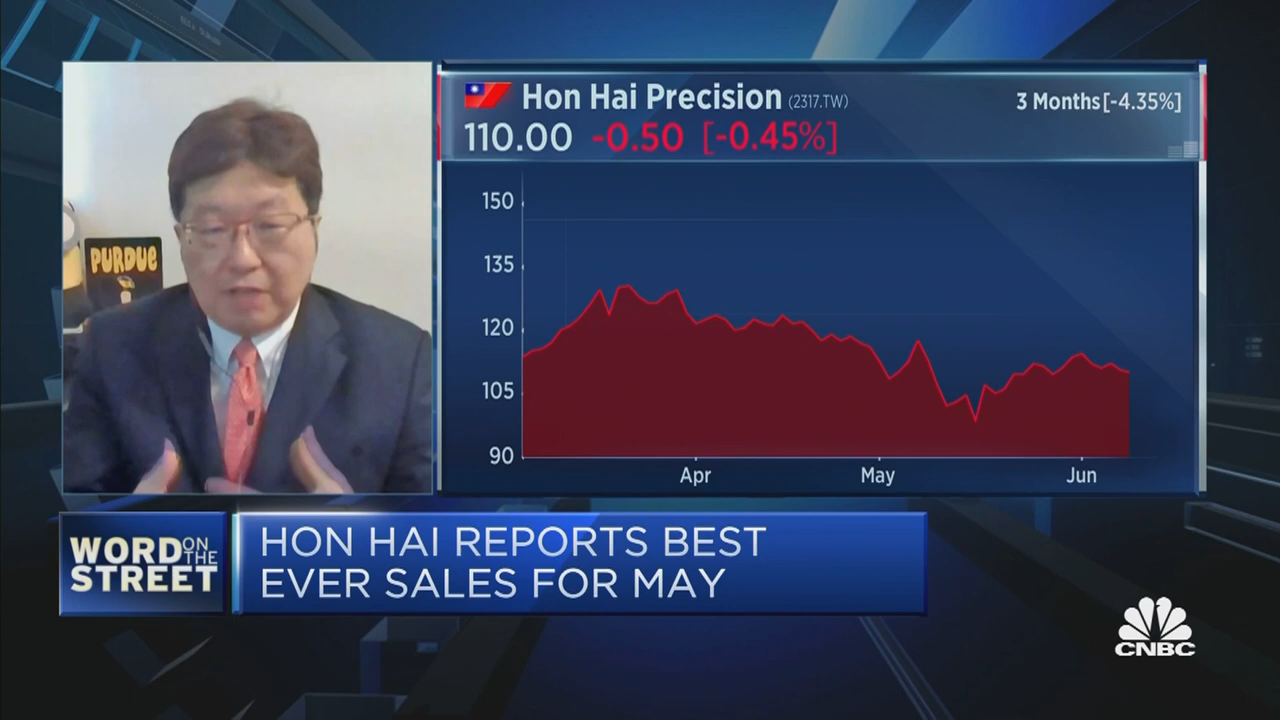 PURDUE
Hon Hai Precision (2317.TW)
3 Months[-4.35%]
110.00 -0.50 [-0.45%]
150
135
120
105
90
Apr May Jun
WORD ON THE STREET
HON HAI REPORTS BEST
EVER SALES FOR MAY
CNBC